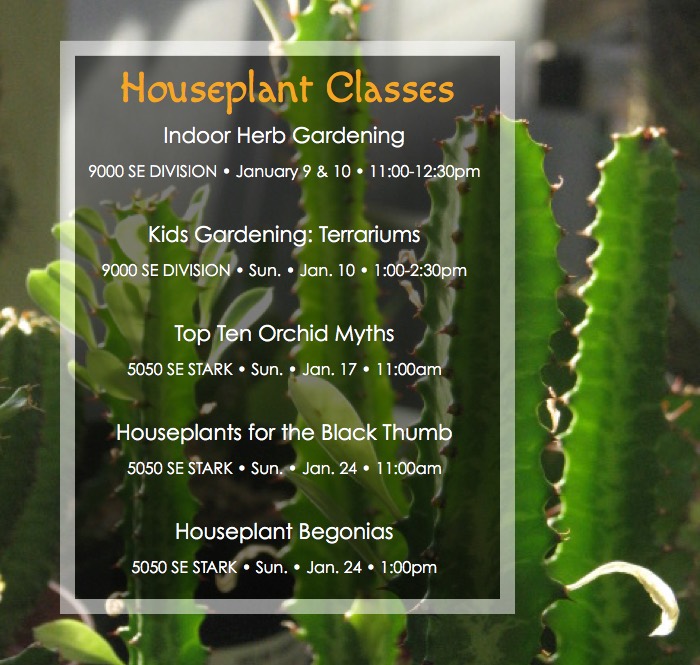 Houseplant Classes
Indoor Herb Gardening
9000 SE DIVISION • January 9 & 10 • 11:00-12:30pm
Kids Gardening: Terrariums
9000 SE DIVISION • Sun. • Jan. 10 • 1:00-2:30pm
Top Ten Orchid Myths
5050 SE STARK • Sun. • Jan. 17 • 11:00am
Houseplants for the Black Thumb
5050 SE STARK • Sun. • Jan. 24 • 11:00am
Houseplant Begonias
5050 SE STARK • Sun. • Jan. 24 • 1:00pm